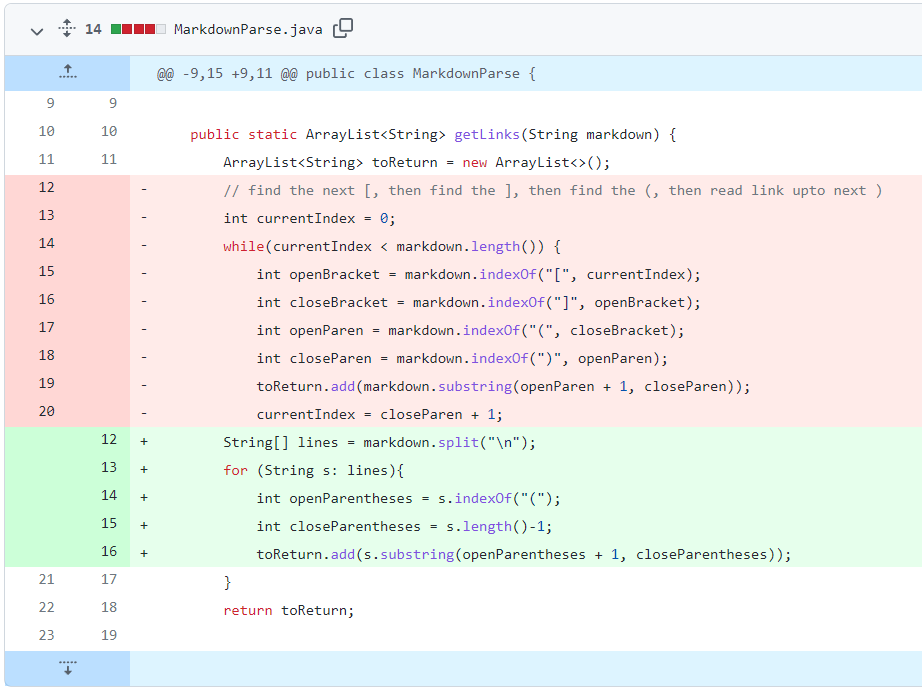 14 MarkdownParse.java
@@ -9,15 +9,11 @@ public class MarkdownParse {
9 9
10 10 public static ArrayList<String> getLinks(String markdown) {
11 11 ArrayList<String> toReturn = new ArrayList<>();
12 - // find the next [, then find the ], then find the (, then read link upto next )
13 - int currentIndex = 0;
14 - while(currentIndex < markdown.length()) {
15 - int openBracket = markdown.indexOf("[", currentIndex);
16 - int closeBracket = markdown.indexOf("]", openBracket);
17 - int openParen = markdown.indexOf("(", closeBracket);
18 - int closeParen = markdown.indexOf(")", openParen);
19 - toReturn.add(markdown.substring(openParen + 1, closeParen));
20 - currentIndex = closeParen + 1;
12 + String[] lines = markdown.split("\n");
13 + for (String s: lines){
14 + int openParentheses = s.indexOf("(");
15 + int closeParentheses = s.length()-1;
16 + toReturn.add(s.substring(openParentheses + 1, closeParentheses));
21 17 }
22 18 return toReturn;
23 19